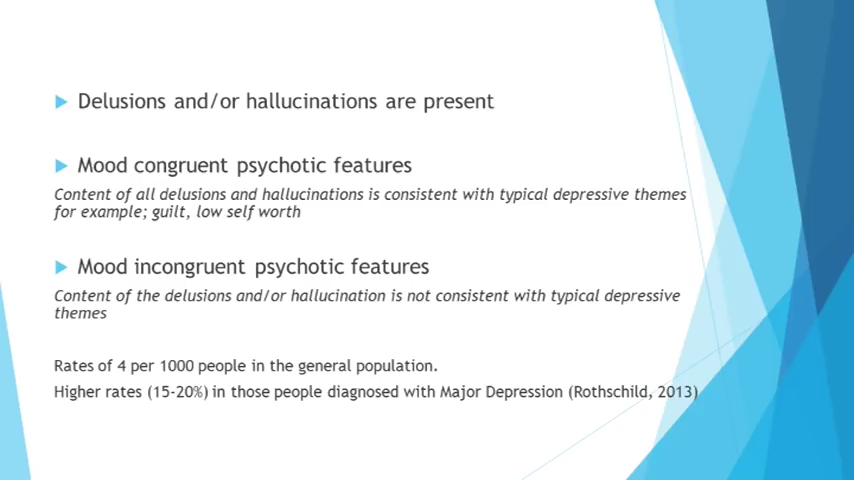 Delusions and/or hallucinations are present
Mood congruent psychotic features
Content of all delusions and hallucinations is consistent with typical depressive themes
for example; guilt, low self worth
Mood incongruent psychotic features
Content of the delusions and/or hallucination is not consistent with typical depressive
themes
Rates of 4 per 1000 people in the general population.
Higher rates (15-20%) in those people diagnosed with Major Depression (Rothschild, 2013)